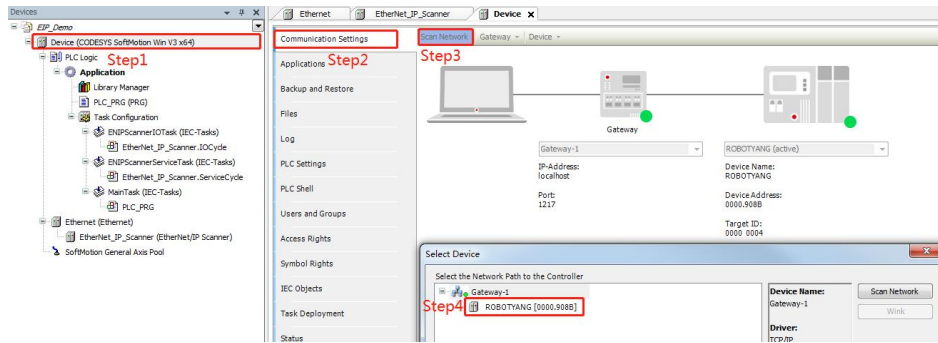 Devices
EIP_Demo
Device (CODESYS SoftMotion Win V3 x64)
Step1
PLC Logic
Application
Library Manager
PLC_PRG (PRG)
Task Configuration
ENIPScannerIOTask (IEC-Tasks)
EtherNet_IP_Scanner.IOCycle
ENIPScannerServiceTask (IEC-Tasks)
EtherNet_IP_Scanner.ServiceCycle
MainTask (IEC-Tasks)
PLC_PRG
Ethernet (Ethernet)
EtherNet_IP_Scanner (EtherNet/IP Scanner)
SoftMotion General Axis Pool
Ethernet
EtherNet_IP_Scanner
Device
Communication Settings
Step2
Applications
Backup and Restore
Files
Log
PLC Settings
PLC Shell
Users and Groups
Access Rights
Symbol Rights
IEC Objects
Task Deployment
Status
Scan Network
Gateway
Device
Step3
Gateway
Gateway-1
IP-Address:
localhost
Port:
1217
ROBOTYANG (active)
Device Name:
ROBOTYANG
Device Address:
0000.908B
Target ID:
0000 0004
Select Device
Select the Network Path to the Controller
Gateway-1
Step4
ROBOTYANG [0000.908B]
Device Name:
Gateway-1
Driver:
TCP/IP
Scan Network
Wink